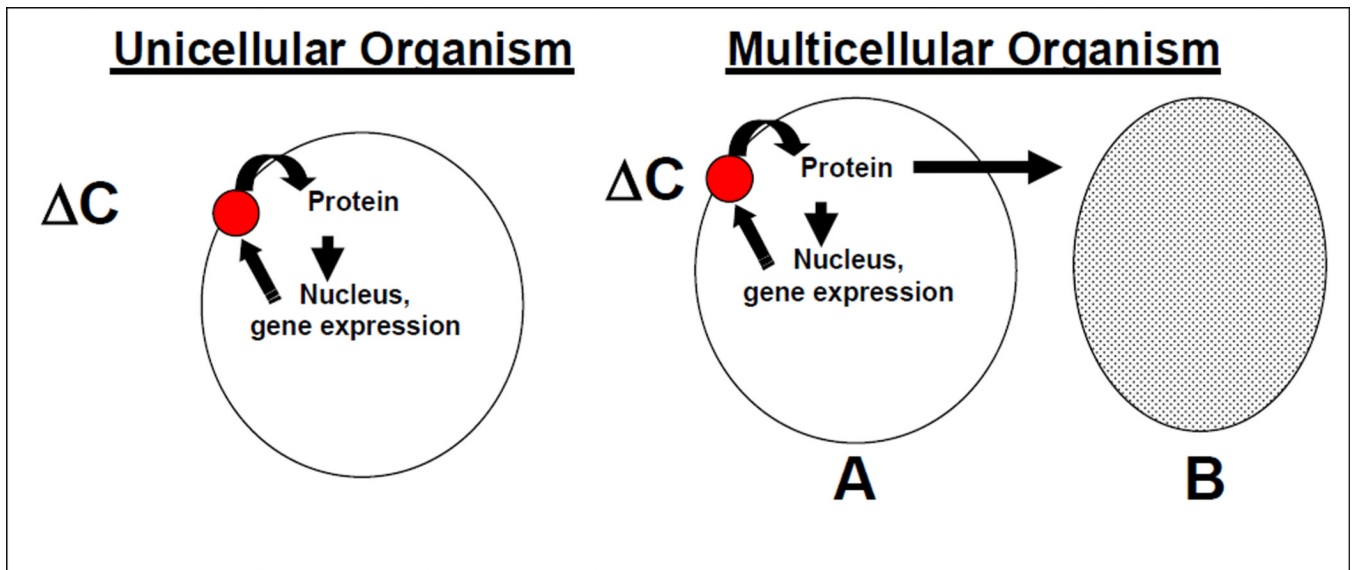 Unicellular Organism
ΔC
Protein
Nucleus,
gene expression
Multicellular Organism
ΔC
Protein
Nucleus,
gene expression
A
B